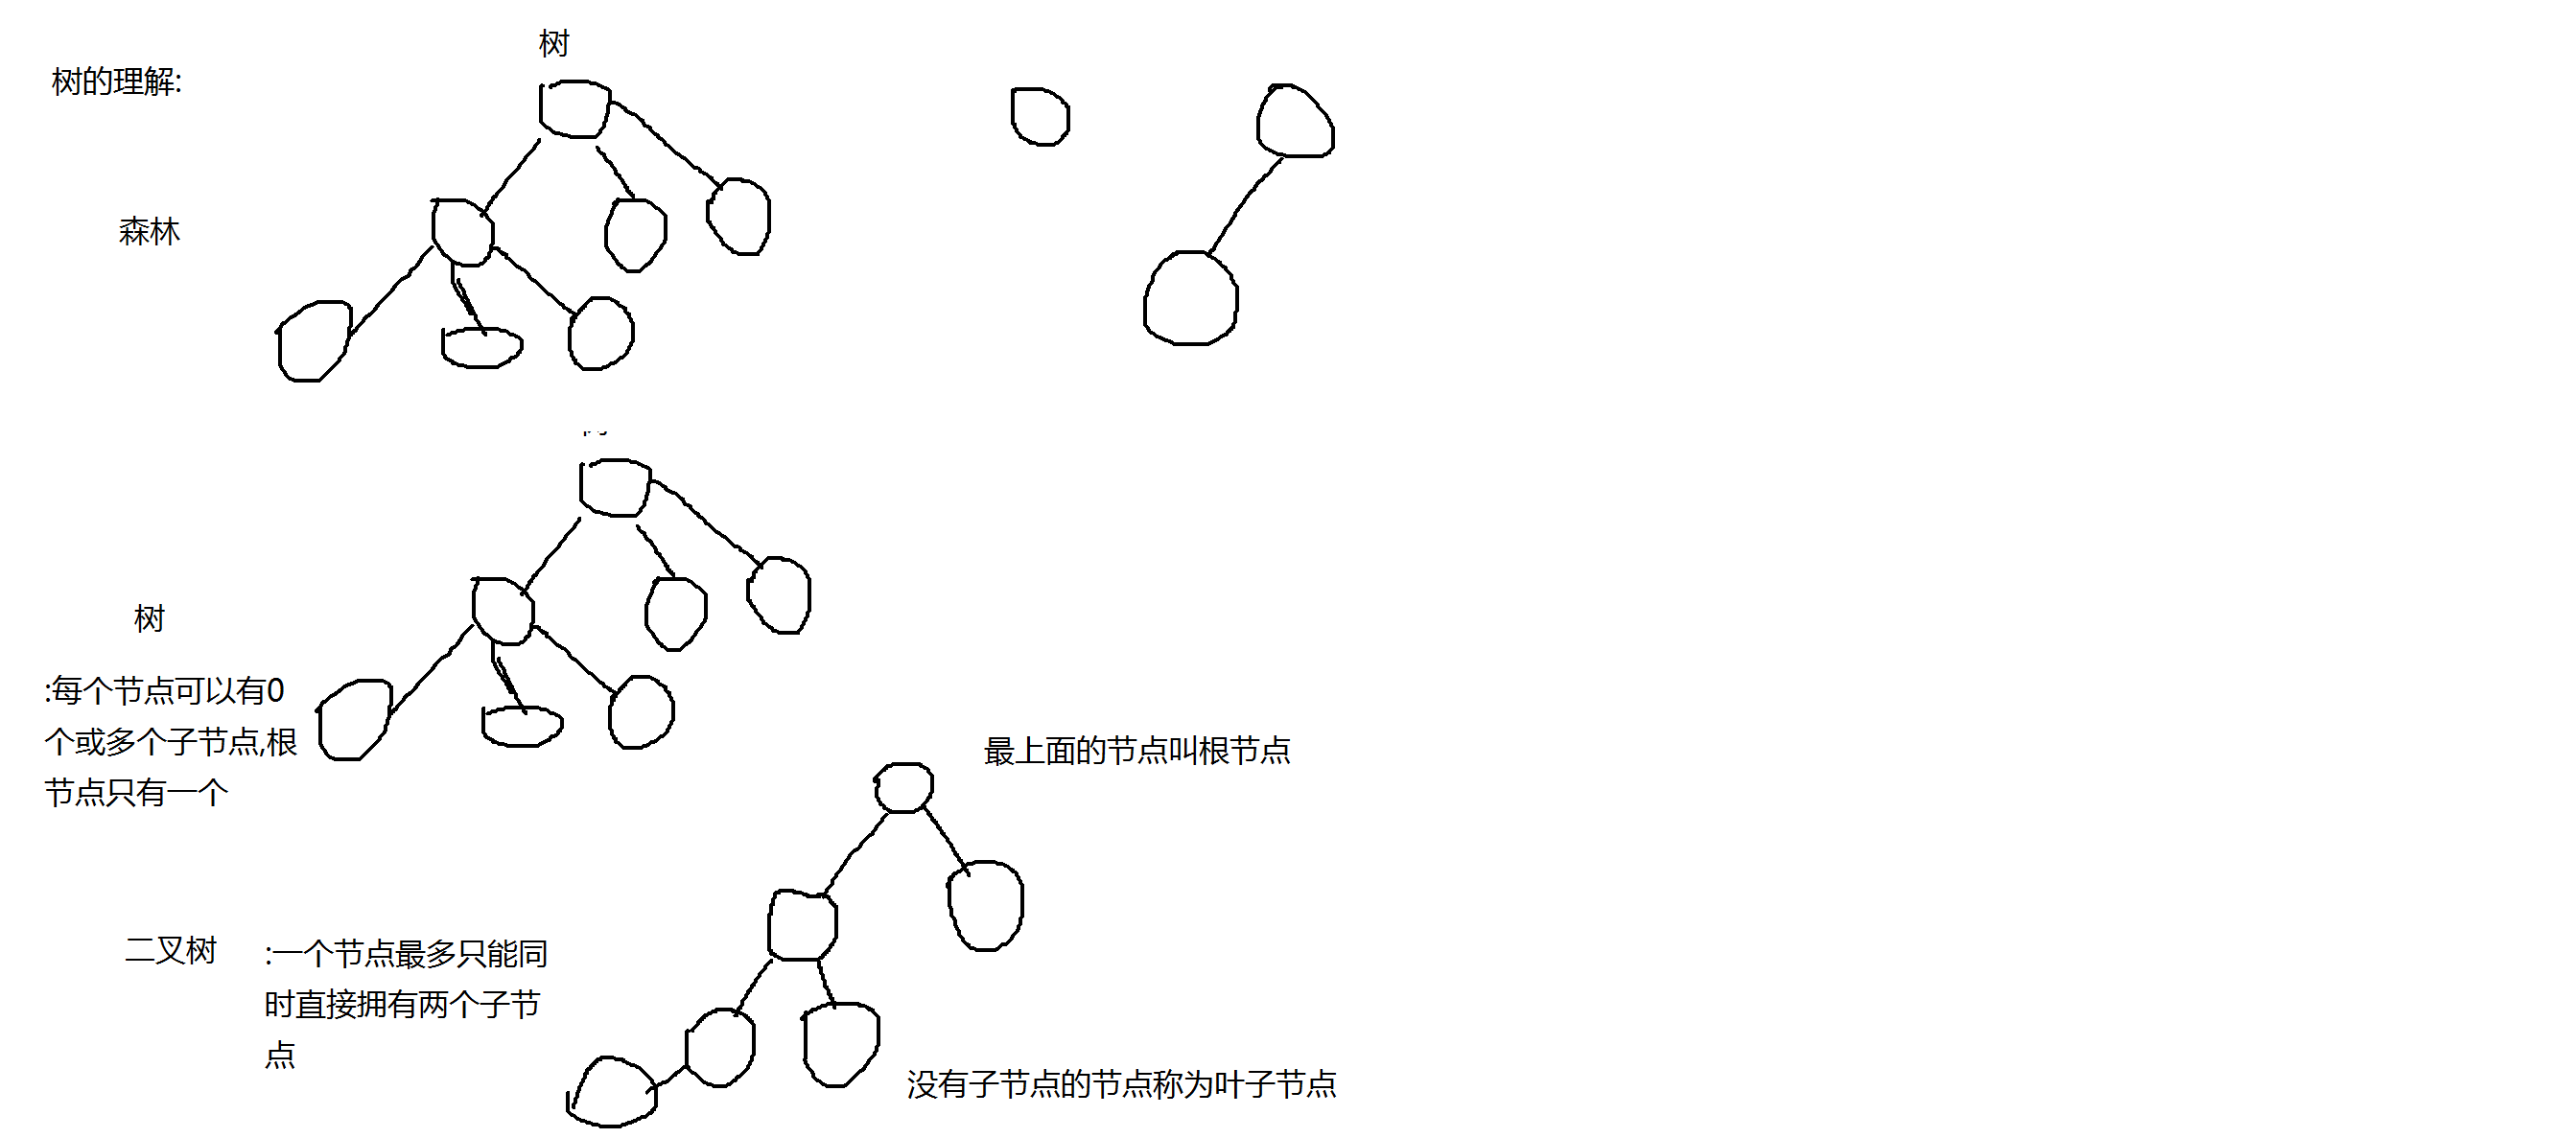 树
树的理解:
森林
树
:每个节点可以有0
个或多个子节点,根
节点只有一个
最上面的节点叫根节点
二叉树
:一个节点最多只能同
时直接拥有两个子节
点
没有子节点的节点称为叶子节点